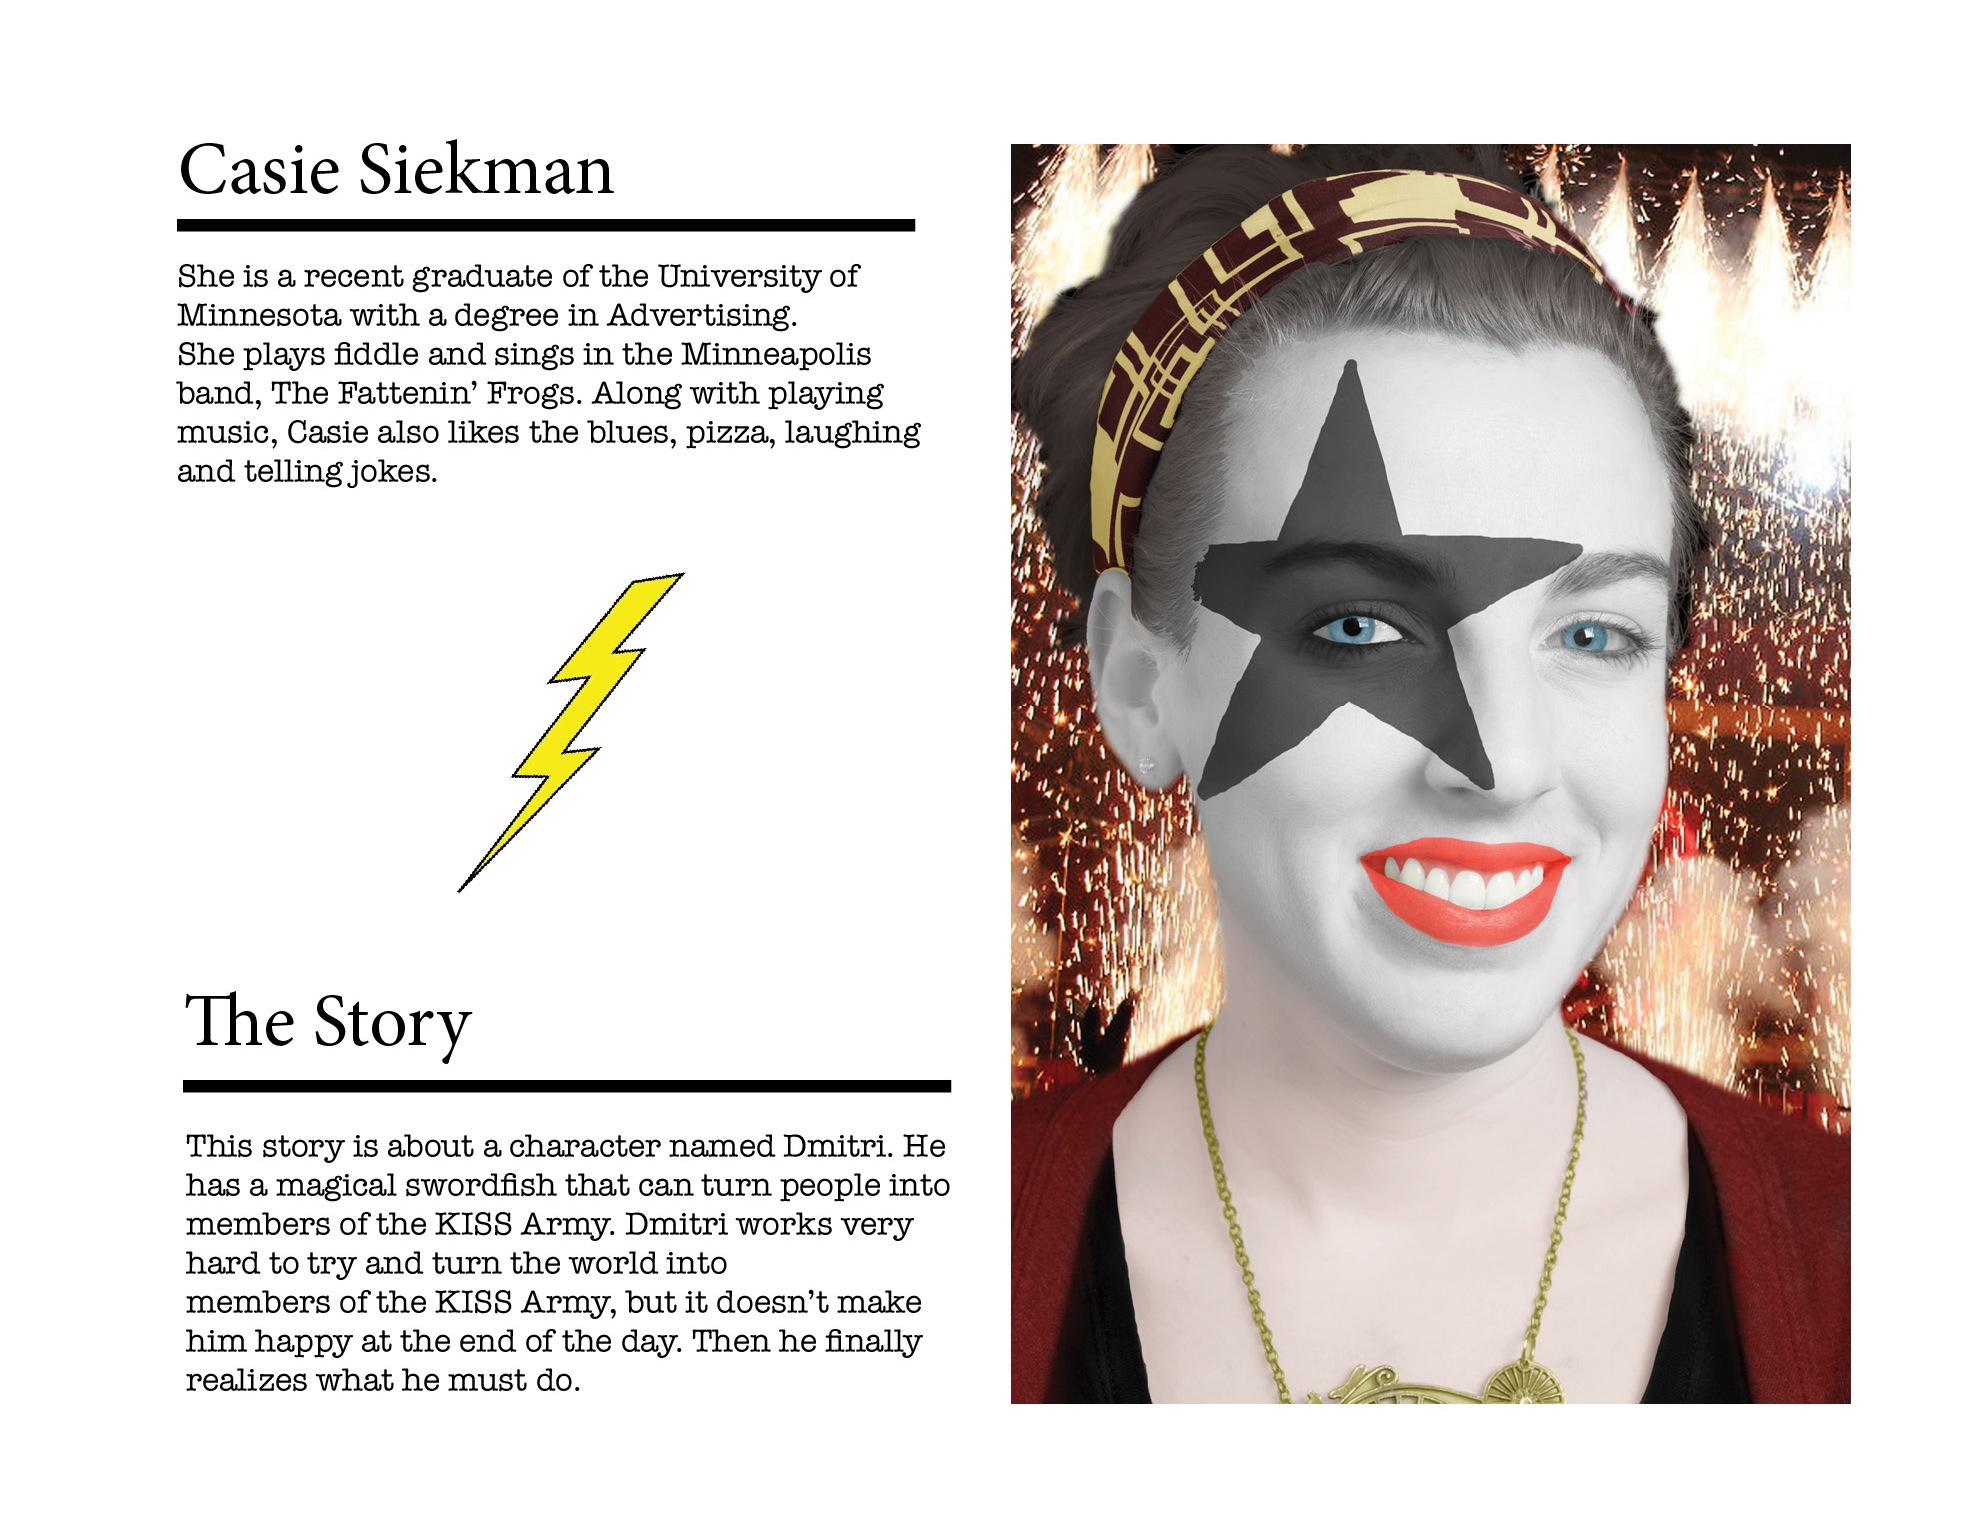 Casie Siekman
She is a recent graduate of the University of
Minnesota with a degree in Advertising.
She plays fiddle and sings in the Minneapolis
band, The Fattenin’ Frogs. Along with playing
music, Casie also likes the blues, pizza, laughing
and telling jokes.
The Story
This story is about a character named Dmitri. He
has a magical swordfish that can turn people into
members of the KISS Army. Dmitri works very
hard to try and turn the world into
members of the KISS Army, but it doesn’t make
him happy at the end of the day. Then he finally
realizes what he must do.